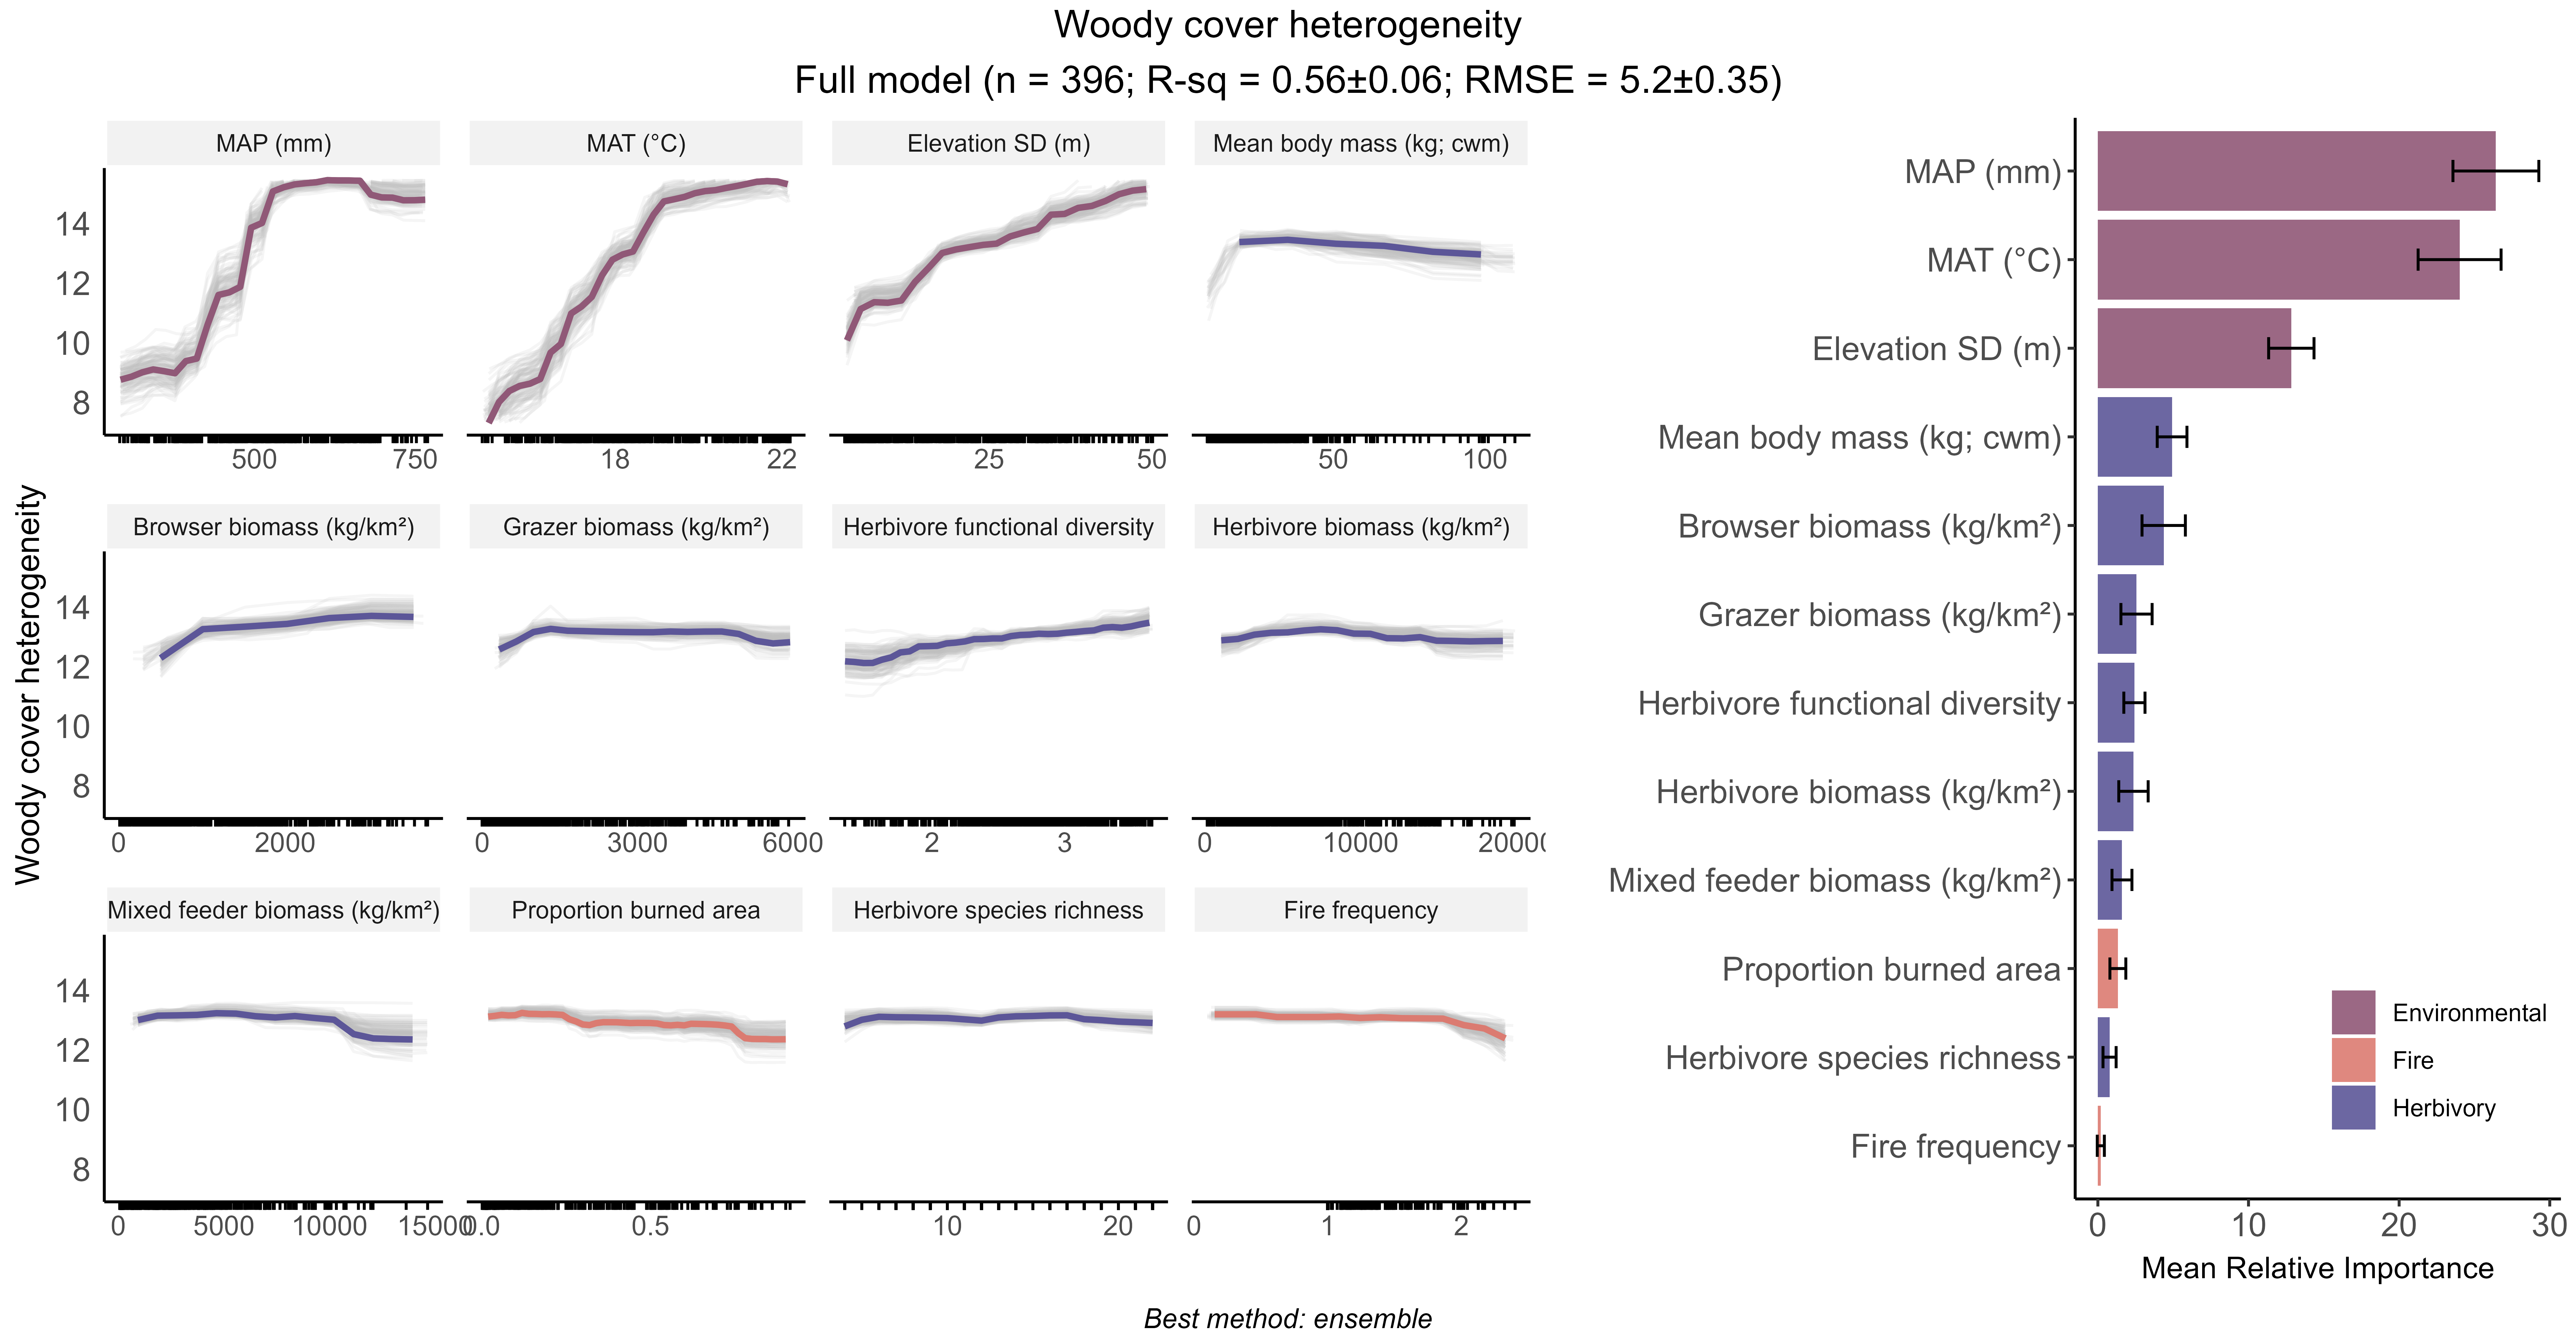 Woody cover heterogeneity
Full model (n = 396; R-sq = 0.56±0.06; RMSE = 5.2±0.35)
Woody cover heterogeneity
MAP (mm)
MAT (°C)
Elevation SD (m)
Mean body mass (kg; cwm)
14
12
10
8
500 750
18 22
25 50
50 100
Browser biomass (kg/km²)
Grazer biomass (kg/km²)
Herbivore functional diversity
Herbivore biomass (kg/km²)
14
12
10
8
0 2000
0 3000 6000
2 3
0 10000 20000
Mixed feeder biomass (kg/km²)
Proportion burned area
Herbivore species richness
Fire frequency
14
12
10
8
0 5000 10000 15000
0.0 0.5
10 20
0 1 2
MAP (mm)
MAT (°C)
Elevation SD (m)
Mean body mass (kg; cwm)
Browser biomass (kg/km²)
Grazer biomass (kg/km²)
Herbivore functional diversity
Herbivore biomass (kg/km²)
Mixed feeder biomass (kg/km²)
Proportion burned area
Herbivore species richness
Fire frequency
0 10 20 30
Mean Relative Importance
Environmental
Fire
Herbivory
Best method: ensemble